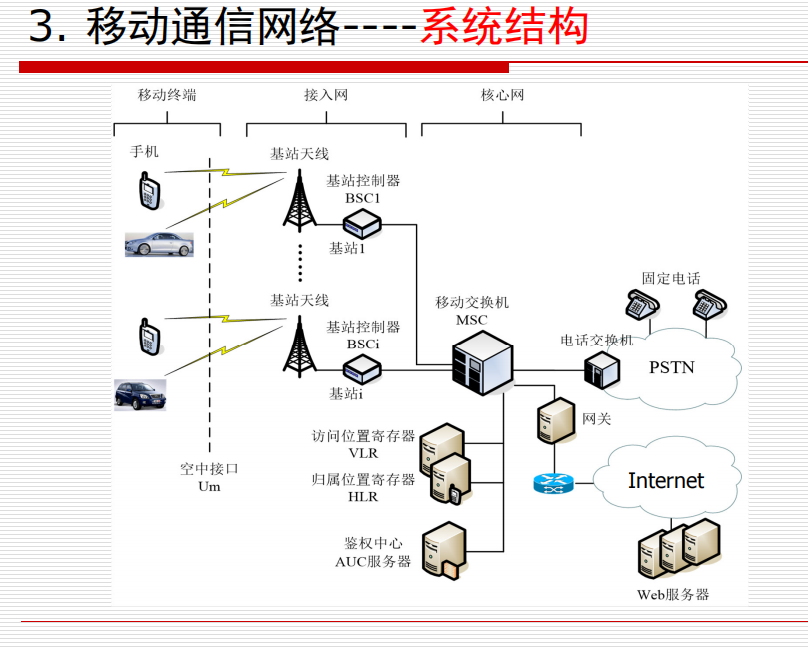 3. 移动通信网络----系统结构
移动终端
接入网
核心网
手机
基站天线
基站控制器
BSC1
基站1
基站天线
基站控制器
BSCi
基站i
空中接口
Um
移动交换机
MSC
固定电话
电话交换机
PSTN
网关
Internet
Web服务器
访问位置寄存器
VLR
归属位置寄存器
HLR
鉴权中心
AUC服务器